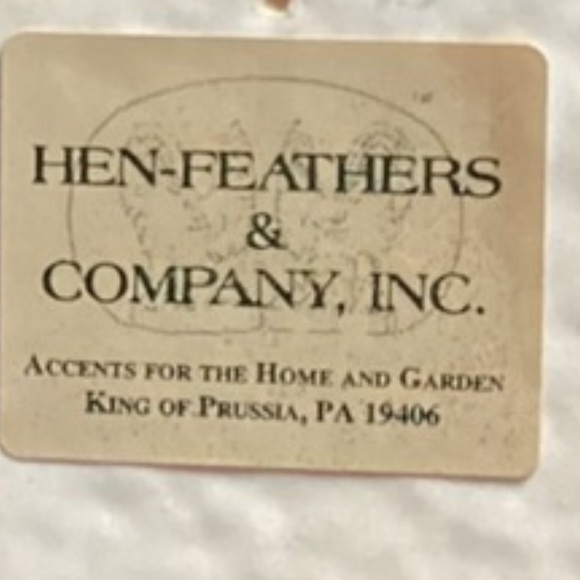 HEN-FEATHERS
&
COMPANY, INC.
ACCENTS FOR THE HOME AND GARDEN
KING OF PRUSSIA, PA 19406